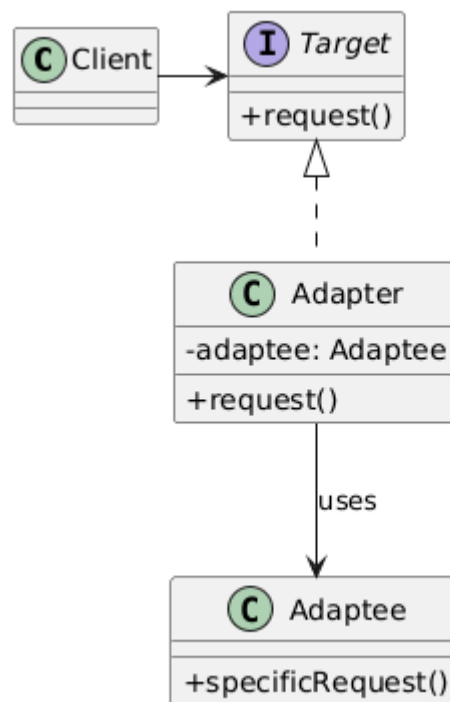 C Client
I Target
+request()
C Adapter
-adaptee: Adaptee
+request()
uses
C Adaptee
+specificRequest()